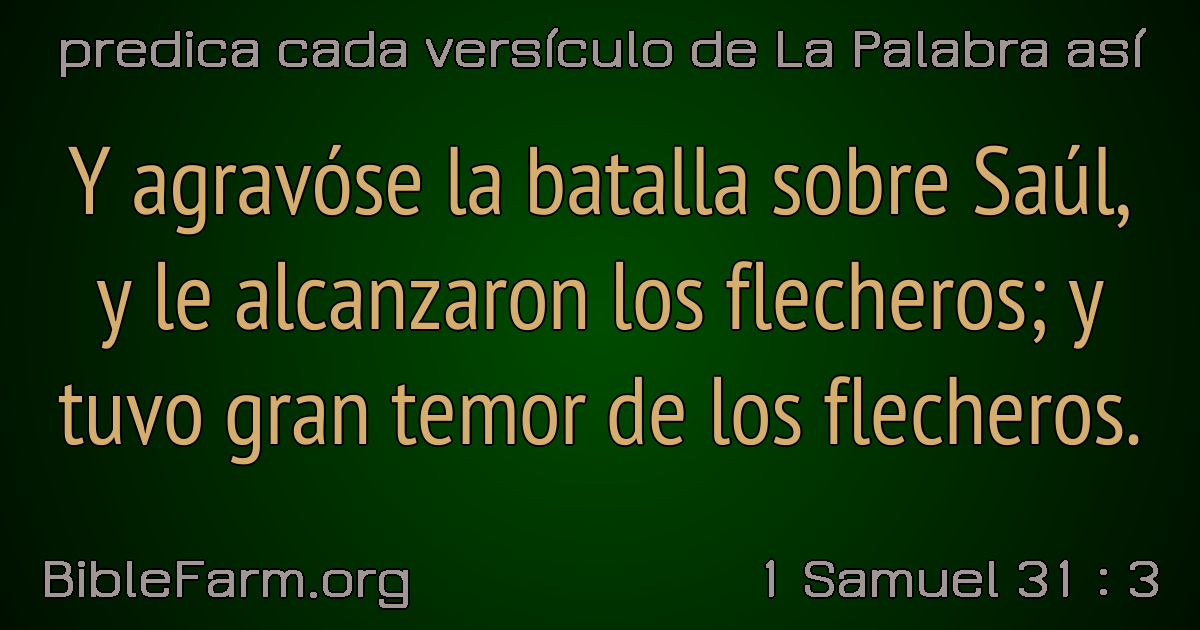 predica cada versículo de La Palabra así
Y agravóse la batalla sobre Saúl,
y le alcanzaron los flecheros; y
tuvo gran temor de los flecheros.
BibleFarm.org
1 Samuel 31 : 3